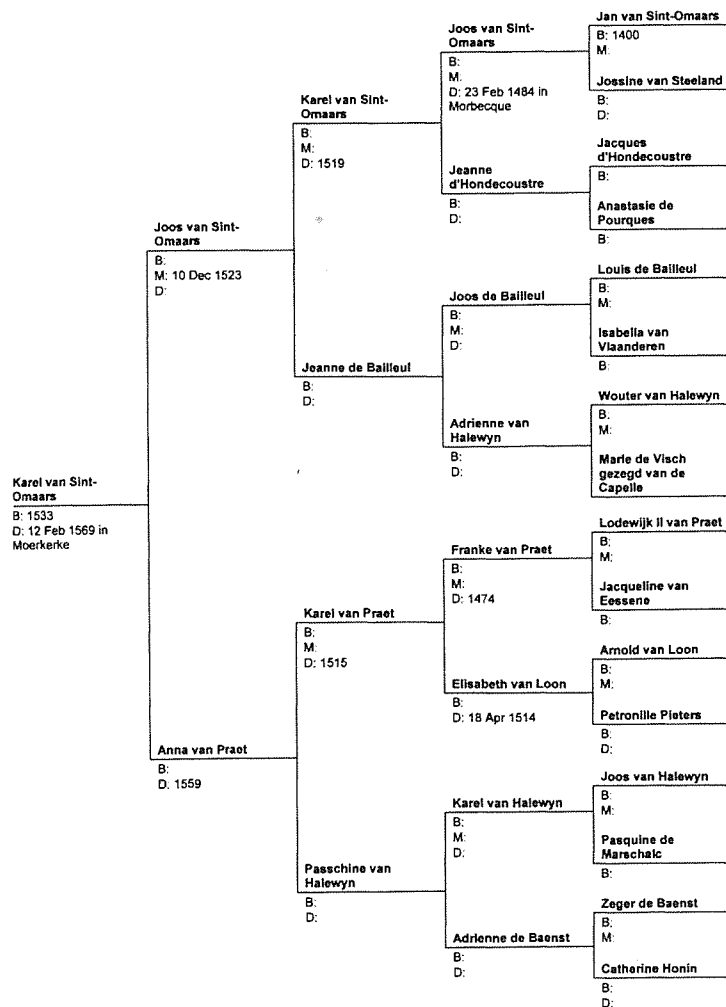 Karel van Sint-
Omaars
B: 1533
D: 12 Feb 1569 in
Moerkerke
Joos van Sint-
Omaars
B:
M: 10 Dec 1523
D:
Anna van Praet
B:
D: 1559
Karel van Sint-
Omaars
B:
M:
D: 1519
Jeanne de Bailleul
B:
D:
Karel van Praet
B:
M:
D: 1515
Passchine van
Halewyn
B:
D:
Joos van Sint-
Omaars
B:
M:
D: 23 Feb 1484 in
Morbecque
Jeanne
d'Hondecoustre
B:
D:
Joos de Bailleul
B:
M:
D:
Adrienne van
Halewyn
B:
D:
Franke van Praet
B:
M:
D: 1474
Elisabeth van Loon
B:
D: 18 Apr 1514
Karel van Halewyn
B:
M:
D:
Adrienne de Baenst
B:
D:
Jan van Sint-Omaars
B: 1400
M:
Jossine van Steeland
B:
D:
Jacques
d'Hondecoustre
B:
Anastasie de
Pourques
B:
Louis de Bailleul
B:
M:
Isabella van
Vlaanderen
B:
Wouter van Halewyn
B:
M:
Marie de Visch
gezegd van de
Capelle
Lodewijk II van Praet
B:
M:
Jacqueline van
Eessene
B:
Arnold van Loon
B:
M:
Petronille Pieters
B:
D:
Joos van Halewyn
B:
M:
Pasquine de
Marschalc
B:
Zeger de Baenst
B:
M:
Catherine Honin
B:
D: